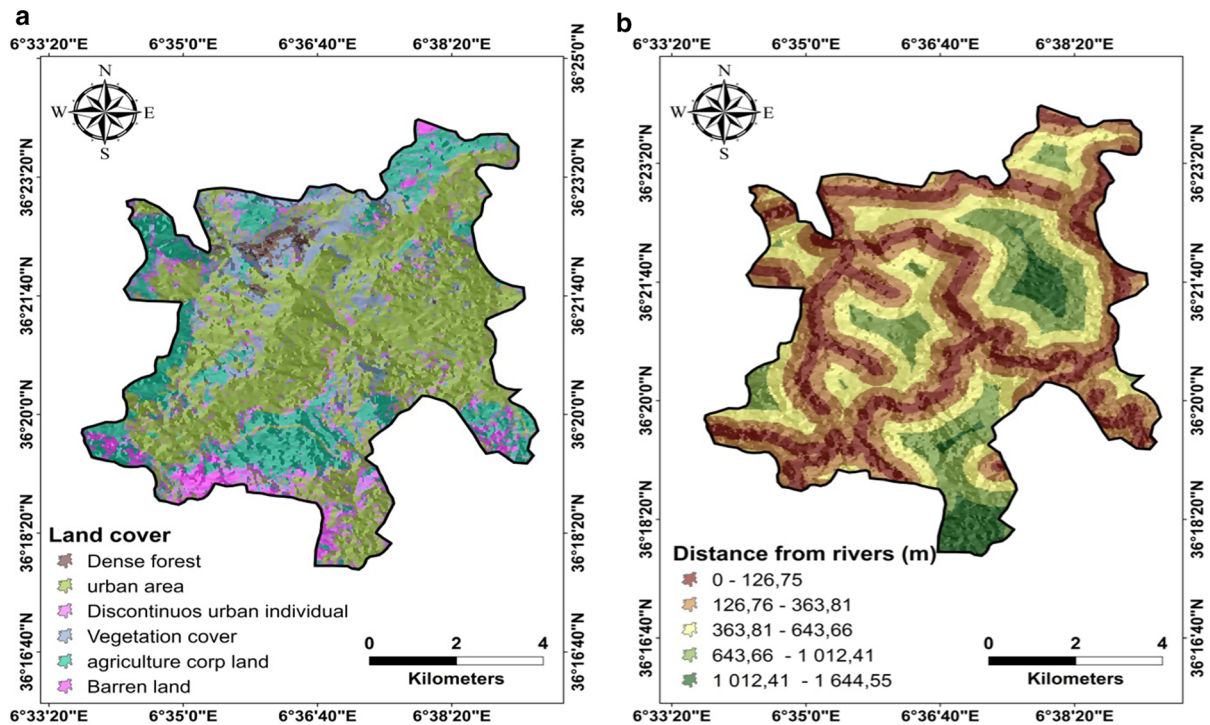 a
6°33'20"E 6°35'0"E 6°36'40"E 6°38'20"E
36°25'0"N
36°23'20"N
36°21'40"N
36°20'0"N
36°18'20"N
36°16'40"N
N
W E
S
36°23'20"N
36°21'40"N
36°20'0"N
36°18'20"N
36°16'40"N
Land cover
Dense forest
urban area
Discontinuos urban individual
Vegetation cover
agriculture corp land
Barren land
0 2 4
Kilometers
6°33'20"E 6°35'0"E 6°36'40"E 6°38'20"E
b
6°33'20"E 6°35'0"E 6°36'40"E 6°38'20"E
N
W E
S
36°23'20"N
36°21'40"N
36°20'0"N
36°18'20"N
36°16'40"N
36°23'20"N
36°21'40"N
36°20'0"N
36°18'20"N
36°16'40"N
Distance from rivers (m)
0 - 126,75
126,76 - 363,81
363,81 - 643,66
643,66 - 1 012,41
1 012,41 - 1 644,55
0 2 4
Kilometers
6°33'20"E 6°35'0"E 6°36'40"E 6°38'20"E